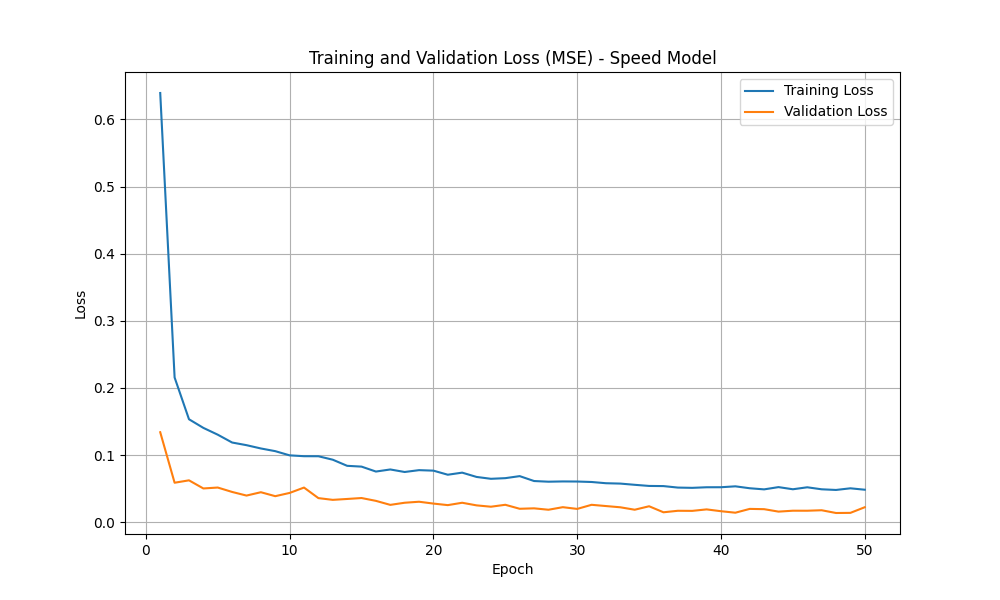 Training and Validation Loss (MSE) - Speed Model
Training Loss
Validation Loss
0.6
0.5
0.4
0.3
0.2
0.1
0.0
Loss
0
10
20
30
40
50
Epoch